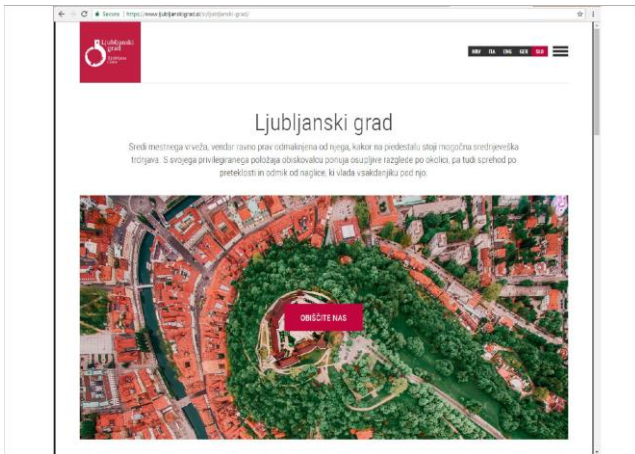 Secure | https://www.ljubljanskigrad.si/sl/ljubljanski-grad/
Ljubljanski
grad
HRV ITA ENG GER SLO
Ljubljanski grad
Sredi mestnega vrveža, vendar ravno prav odmaknjena od njega, kakor na piedestalu stoji mogočna srednjeveška
trdnjava. S svojega privilegiranega položaja obiskovalcu ponuja osupljive razglede po okolici, pa tudi sprehod po
preteklosti in odmik od naglice, ki vlada vsakdanjiku pod njo.
OBIŠČITE NAS